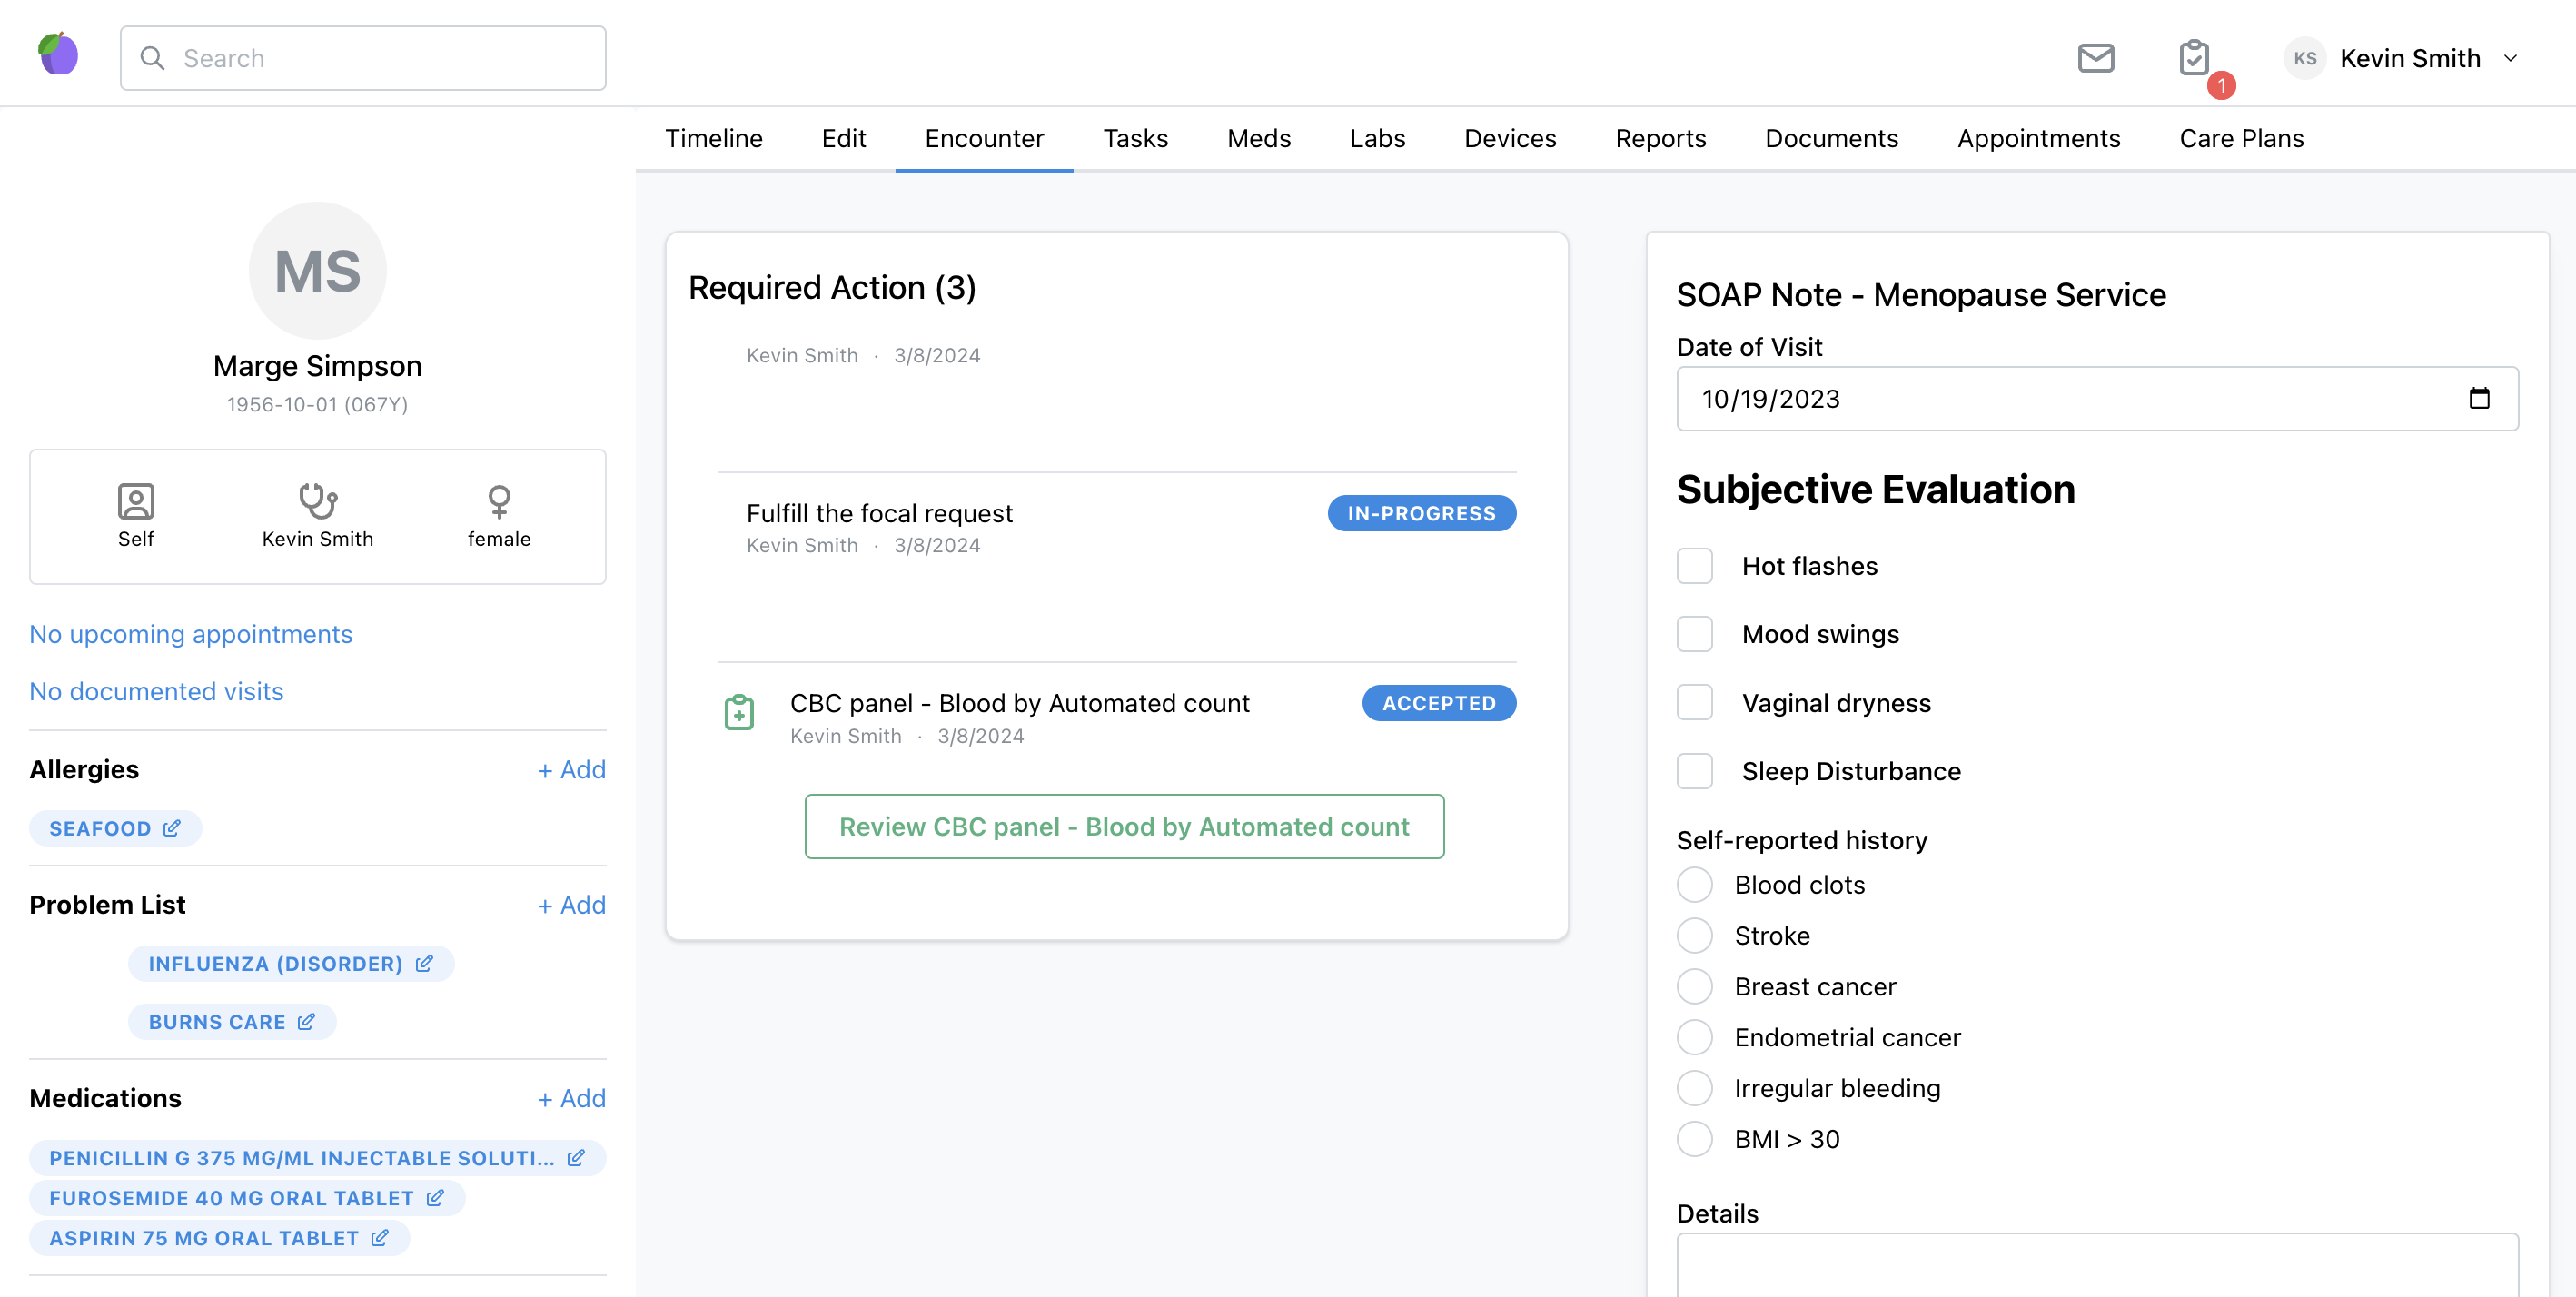 Search
1
KS Kevin Smith
Timeline Edit Encounter Tasks Meds Labs Devices Reports Documents Appointments Care Plans
MS
Marge Simpson
1956-10-01 (067Y)
Self Kevin Smith female
No upcoming appointments
No documented visits
Allergies + Add
SEAFOOD
Problem List + Add
INFLUENZA (DISORDER)
BURNS CARE
Medications + Add
PENICILLIN G 375 MG/ML INJECTABLE SOLUTI...
FUROSEMIDE 40 MG ORAL TABLET
ASPIRIN 75 MG ORAL TABLET
Required Action (3)
Kevin Smith · 3/8/2024
Fulfill the focal request IN-PROGRESS
Kevin Smith · 3/8/2024
CBC panel - Blood by Automated count ACCEPTED
Kevin Smith · 3/8/2024
Review CBC panel - Blood by Automated count
SOAP Note - Menopause Service
Date of Visit
10/19/2023
Subjective Evaluation
Hot flashes
Mood swings
Vaginal dryness
Sleep Disturbance
Self-reported history
Blood clots
Stroke
Breast cancer
Endometrial cancer
Irregular bleeding
BMI > 30
Details